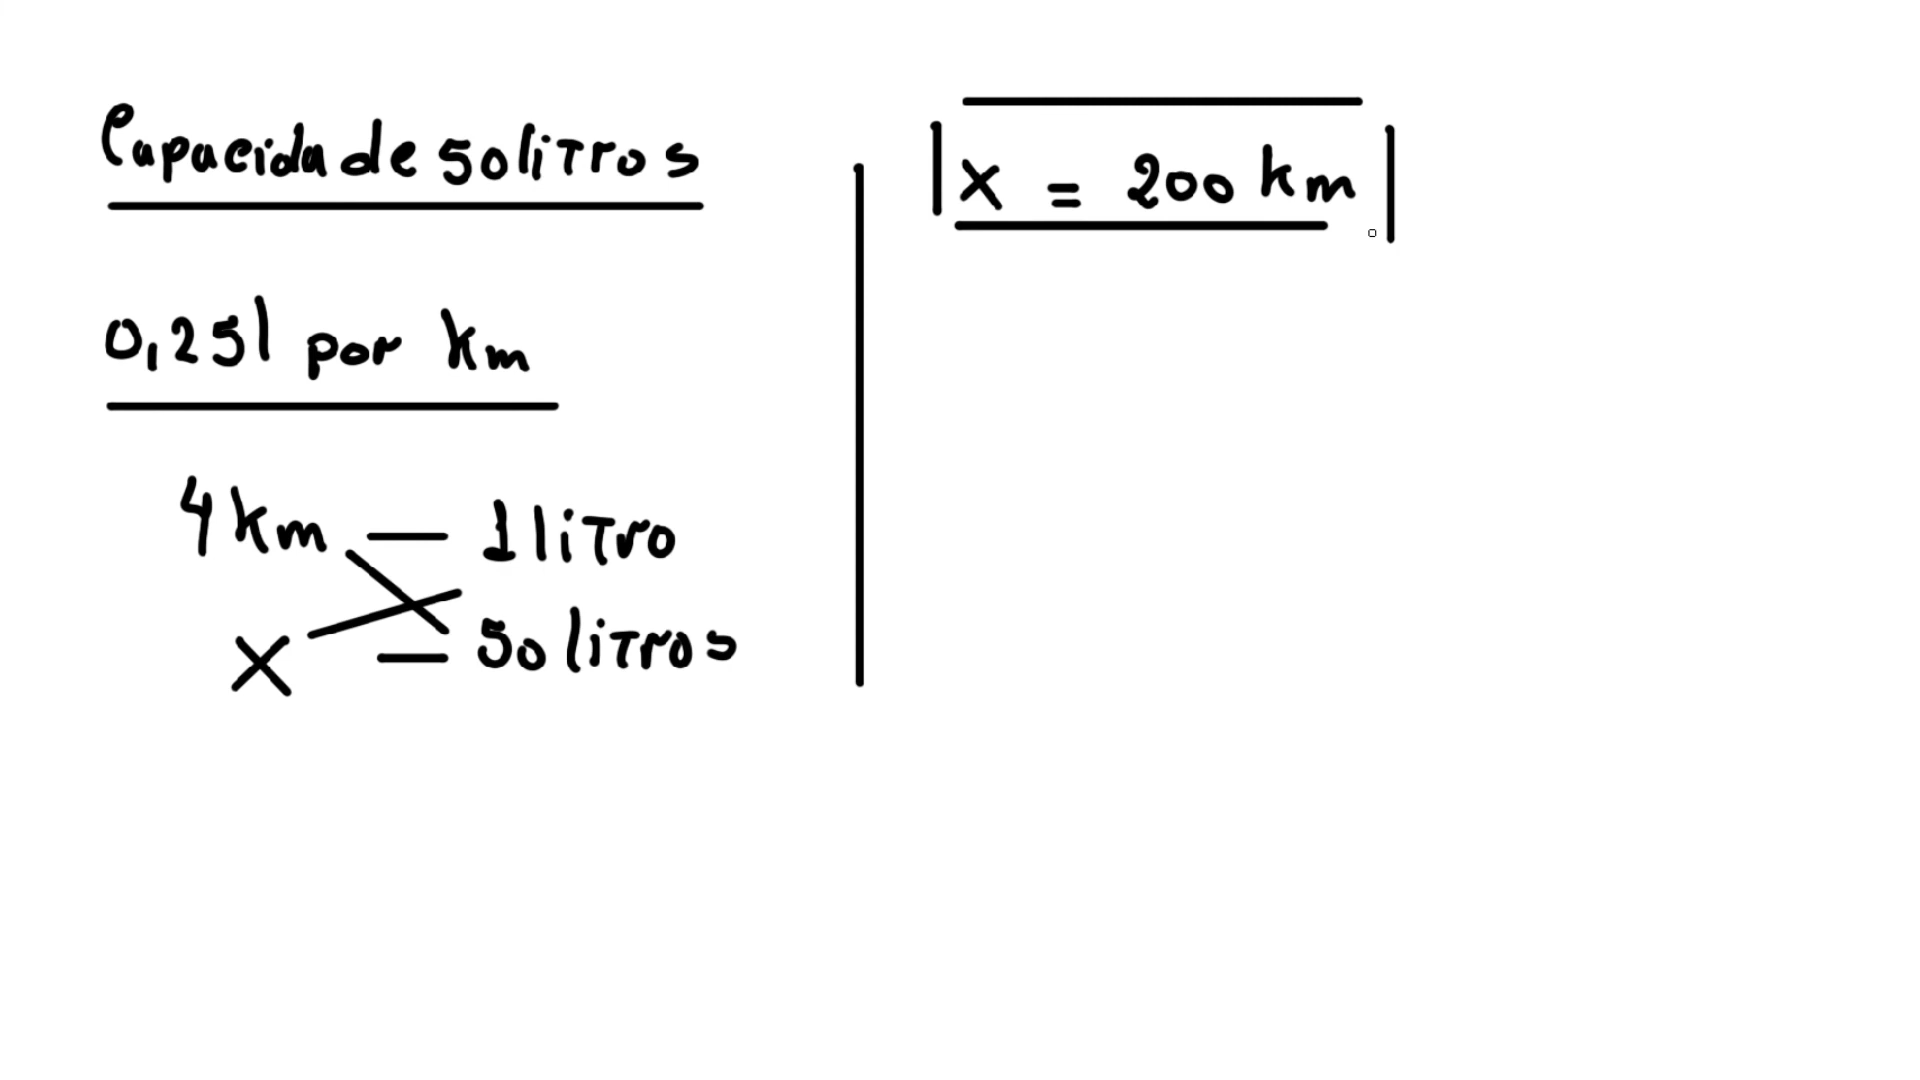 Capacidade 50 litros
0,25l por km
4 km — 1 litro
x — 50 litros
x = 200 km